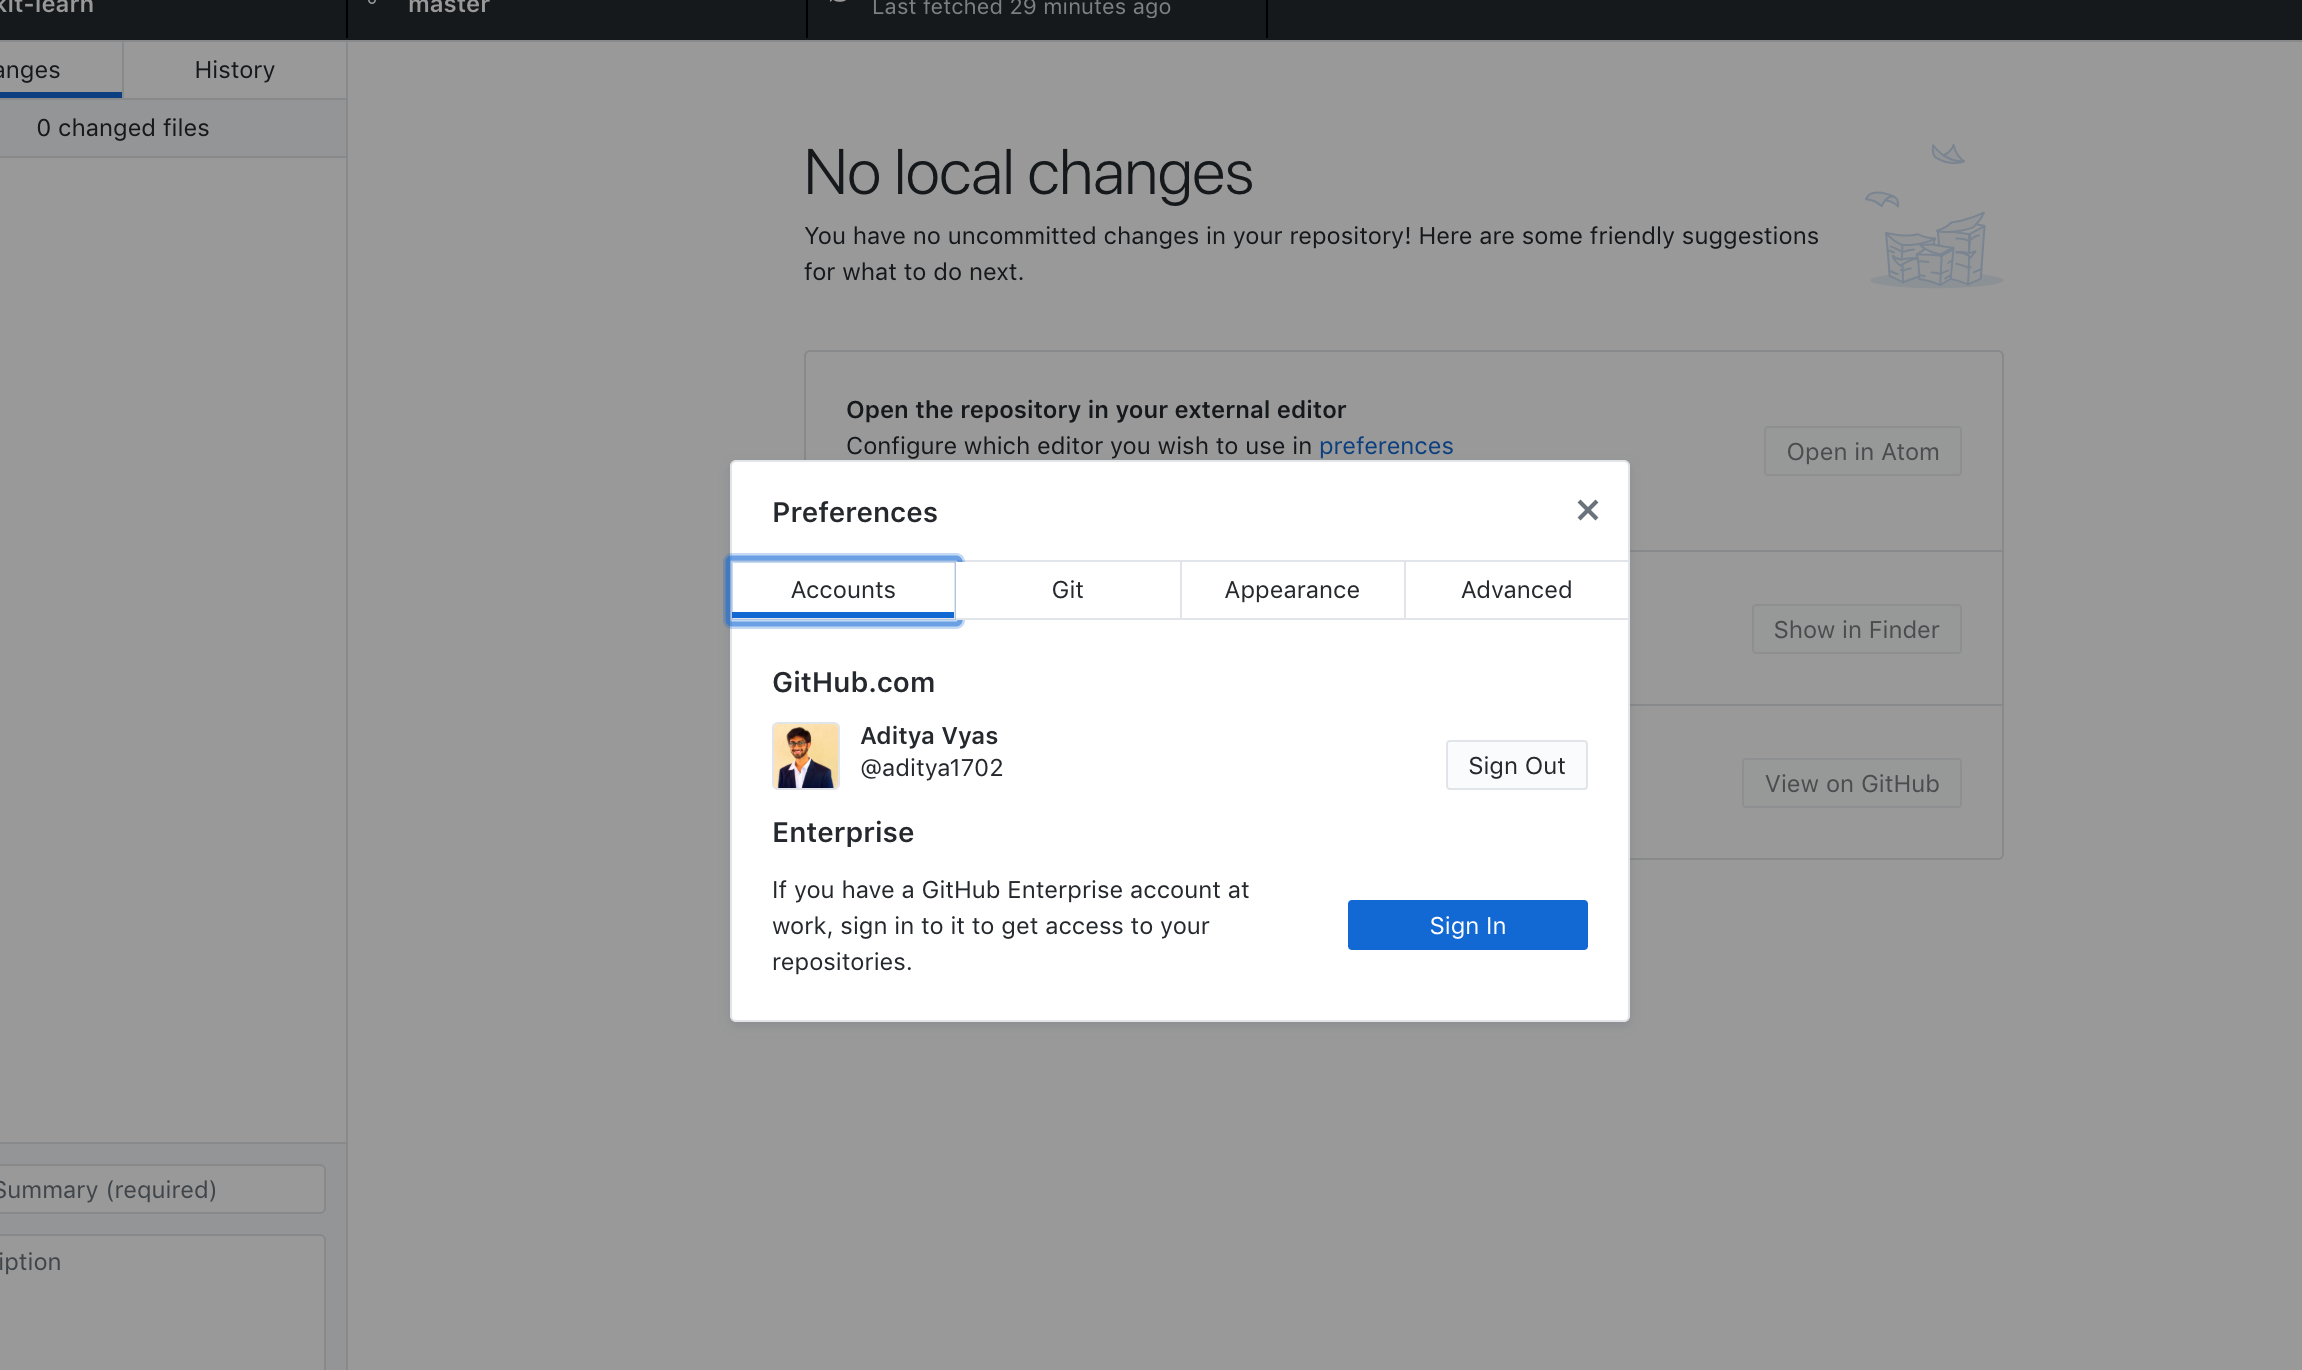 kit-learn
master
Last fetched 29 minutes ago
anges
History
0 changed files
No local changes
You have no uncommitted changes in your repository! Here are some friendly suggestions
for what to do next.
Open the repository in your external editor
Configure which editor you wish to use in preferences
Open in Atom
Show in Finder
View on GitHub
Preferences
Accounts
Git
Appearance
Advanced
GitHub.com
Aditya Vyas
@aditya1702
Sign Out
Enterprise
If you have a GitHub Enterprise account at
work, sign in to it to get access to your
repositories.
Sign In
Summary (required)
iption